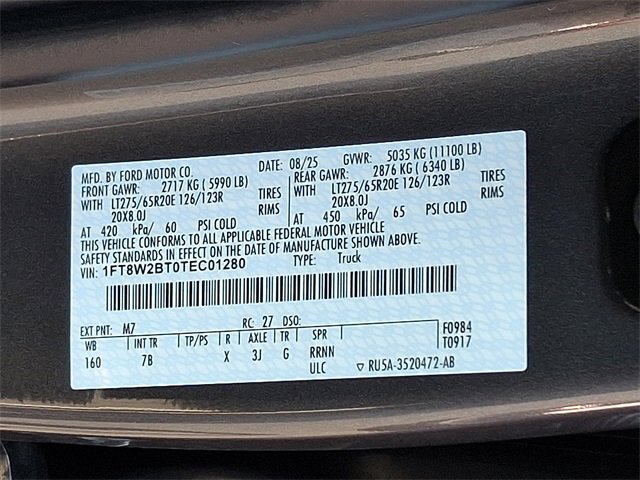 MFD. BY FORD MOTOR CO. DATE: 08/25 GVWR: 5035 KG (11100 LB)
FRONT GAWR: 2717 KG (5990 LB) REAR GAWR: 2876 KG (6340 LB)
WITH LT275/65R20E 126/123R TIRES WITH LT275/65R20E 126/123R TIRES
20X8.0J RIMS 20X8.0J RIMS
AT 420 kPa/ 60 PSI COLD AT 450 kPa/ 65 PSI COLD
THIS VEHICLE CONFORMS TO ALL APPLICABLE FEDERAL MOTOR VEHICLE
SAFETY STANDARDS IN EFFECT ON THE DATE OF MANUFACTURE SHOWN ABOVE.
VIN: 1FT8W2BT0TEC01280 TYPE: Truck
EXT PNT: M7 RC: 27 DSO: F0984
WB INT TR TP/PS R AXLE TR SPR T0917
160 7B X 3J G RRNN
ULC ▽ RU5A-3520472-AB